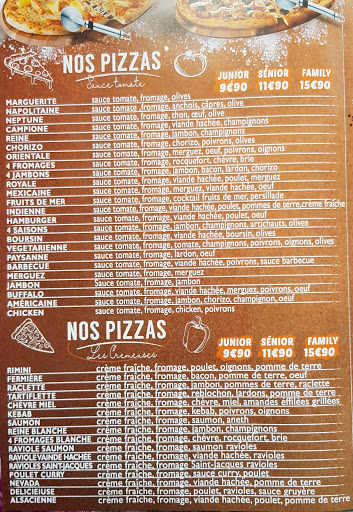 NOS PIZZAS
Sauce tomate
JUNIOR SÉNIOR FAMILY
9€90 11€90 15€90
MARGUERITE sauce tomate, fromage, olives
NAPOLITAINE sauce tomate, fromage, anchois, câpres, olive
NEPTUNE sauce tomate, fromage, thon, œuf, olive
CAMPIONE sauce tomate, fromage, viande hachée, champignons
REINE sauce tomate, fromage, jambon, champignons
CHORIZO sauce tomate, fromage, chorizo, poivrons, olives
ORIENTALE sauce tomate, fromage, merguez, oeuf, poivrons, oignons
4 FROMAGES sauce tomate, fromage, rocquefort, chèvre, brie
4 JAMBONS sauce tomate, fromage, jambon, bacon, lardon, chorizo
ROYALE sauce tomate, fromage, viande hachée, poulet, merguez
MEXICAINE sauce tomate, fromage, merguez, viande hachée, oeuf
FRUITS DE MER sauce tomate, fromage, cocktail fruits de mer, persillade
INDIENNE sauce tomate, fromage, viande hachée, poulet, pommes de terre,crème fraîche
HAMBURGER sauce tomate, fromage, viande hachée, poulet, oeuf
4 SAISONS sauce tomate, fromage, jambon, champignons, artichauts, olives
BOURSIN sauce tomate, fromage, viande hachée, boursin, olives
VEGETARIENNE sauce tomate, fromage, tomate, champignons, poivrons, oignons, olives
PAYSANNE sauce tomate, fromage, lardon, oeuf
BARBECUE sauce tomate, fromage, viande hachée, poivrons, sauce barbecue
MERGUEZ sauce tomate, fromage, merguez
JAMBON sauce tomate, fromage, jambon
BUFFALO sauce tomate, fromage, viande hachée, merguez, poivrons, oeuf
AMÉRICAINE sauce tomate, fromage, jambon, chorizo, champignon, oeuf
CHICKEN sauce tomate, fromage, chicken, poivrons
NOS PIZZAS
Les Crémeuses
JUNIOR SÉNIOR FAMILY
9€90 11€90 15€90
RIMINI crème fraîche, fromage, poulet, oignons, pomme de terre
FERMIÈRE crème fraîche, fromage, bacon, pomme de terre, oeuf
RACLETTE crème fraîche, fromage, jambon, pommes de terre, raclette
TARTIFLETTE crème fraîche, fromage, reblochon, lardon, pomme de terre
CHÈVRE MIEL crème fraîche, fromage, chèvre, miel, amandes effilées grillées
KEBAB crème fraîche, fromage, kebab, poivrons, oignons
SAUMON crème fraîche, fromage, saumon, aneth
REINE BLANCHE crème fraîche, fromage, jambon, champignons
4 FROMAGES BLANCHE crème fraîche, fromage, chèvre, rocquefort, brie
RAVIOLE SAUMON crème fraîche, fromage, saumon ravioles
RAVIOLE VIANDE HACHEE crème fraîche, fromage, viande hachée, ravioles
RAVIOLES SAINT-JACQUES crème fraîche, fromage, Saint-Jacques ravioles
POULET CURRY crème fraîche, fromage, sauce curry, poulet
NEVADA crème fraîche, fromage, viande hachée, pomme de terre
DELICIEUSE crème fraîche, fromage, poulet, ravioles, sauce gruyère
ALSACIENNE crème fraîche, fromage, viande hachée, poulet, pomme de terre